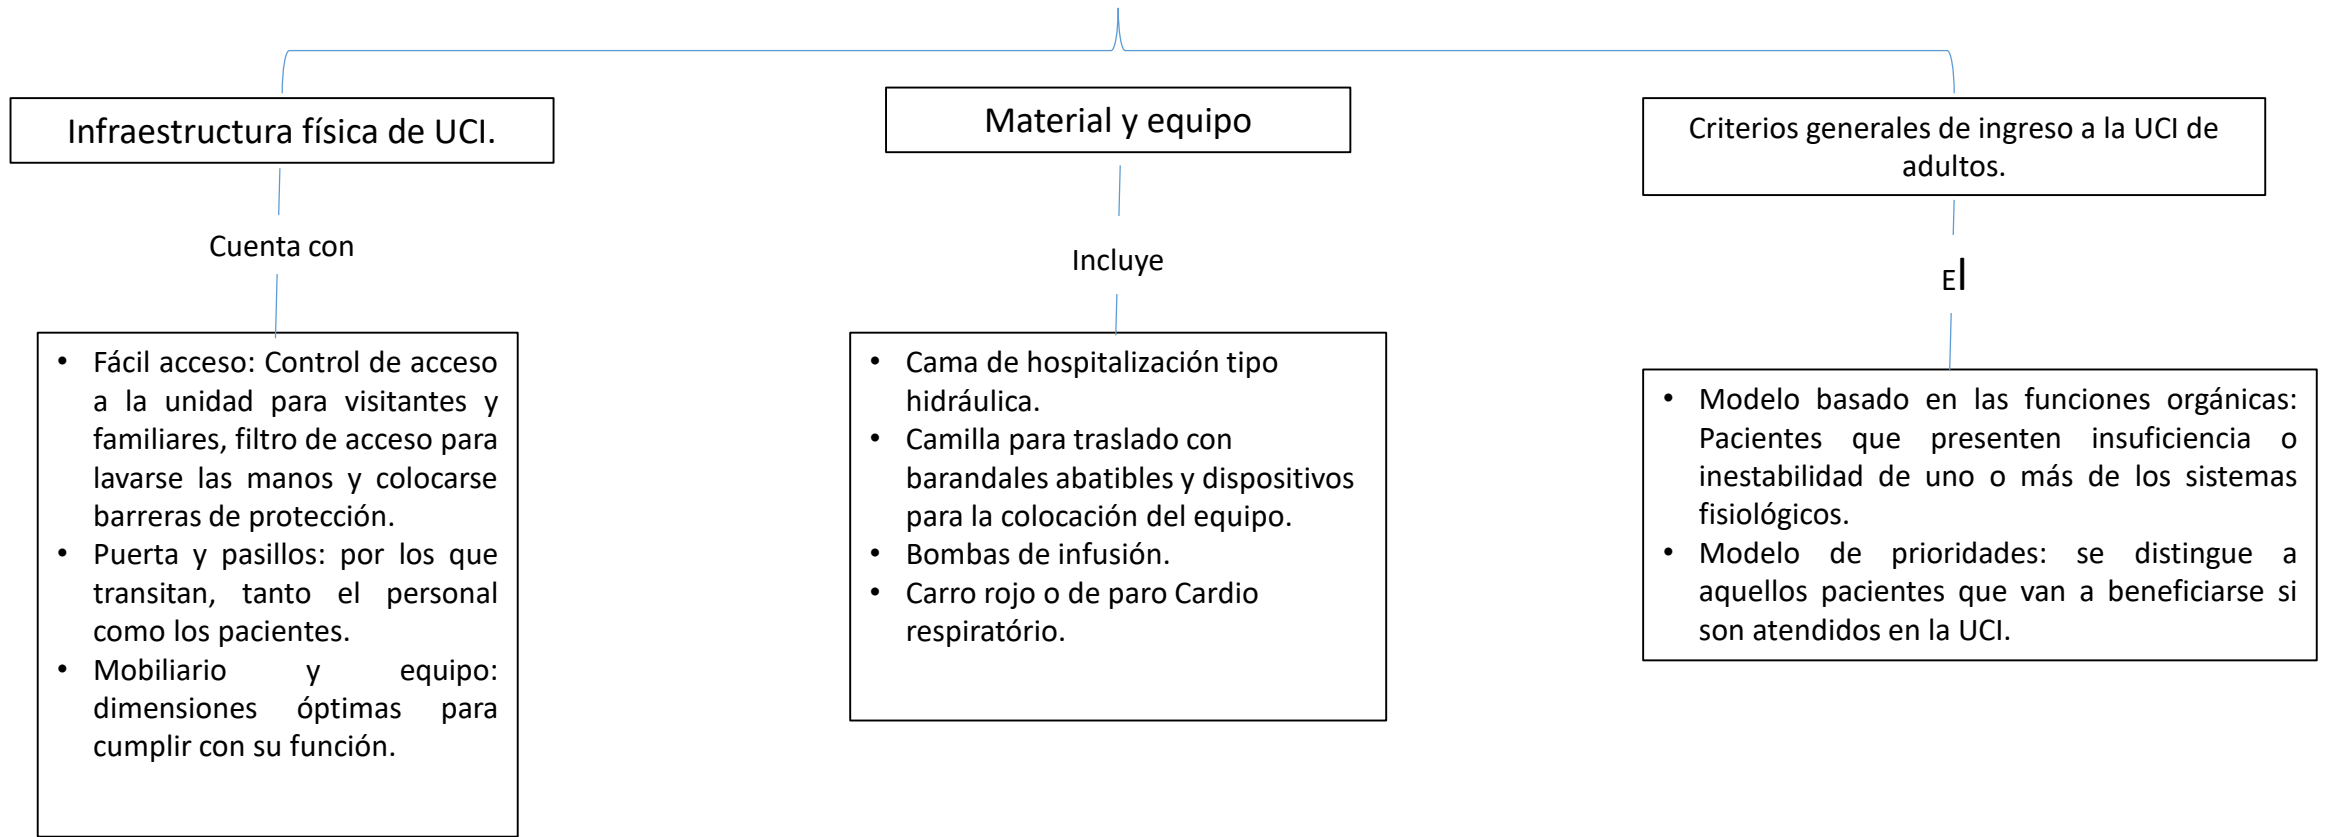 Infraestructura física de UCI.
Cuenta con
• Fácil acceso: Control de acceso
a la unidad para visitantes y
familiares, filtro de acceso para
lavarse las manos y colocarse
barreras de protección.
• Puerta y pasillos: por los que
transitan, tanto el personal
como los pacientes.
• Mobiliario y equipo:
dimensiones óptimas para
cumplir con su función.
Material y equipo
Incluye
• Cama de hospitalización tipo
hidráulica.
• Camilla para traslado con
barandales abatibles y dispositivos
para la colocación del equipo.
• Bombas de infusión.
• Carro rojo o de paro Cardio
respiratório.
Criterios generales de ingreso a la UCI de
adultos.
El
• Modelo basado en las funciones orgánicas:
Pacientes que presenten insuficiencia o
inestabilidad de uno o más de los sistemas
fisiológicos.
• Modelo de prioridades: se distingue a
aquellos pacientes que van a beneficiarse si
son atendidos en la UCI.